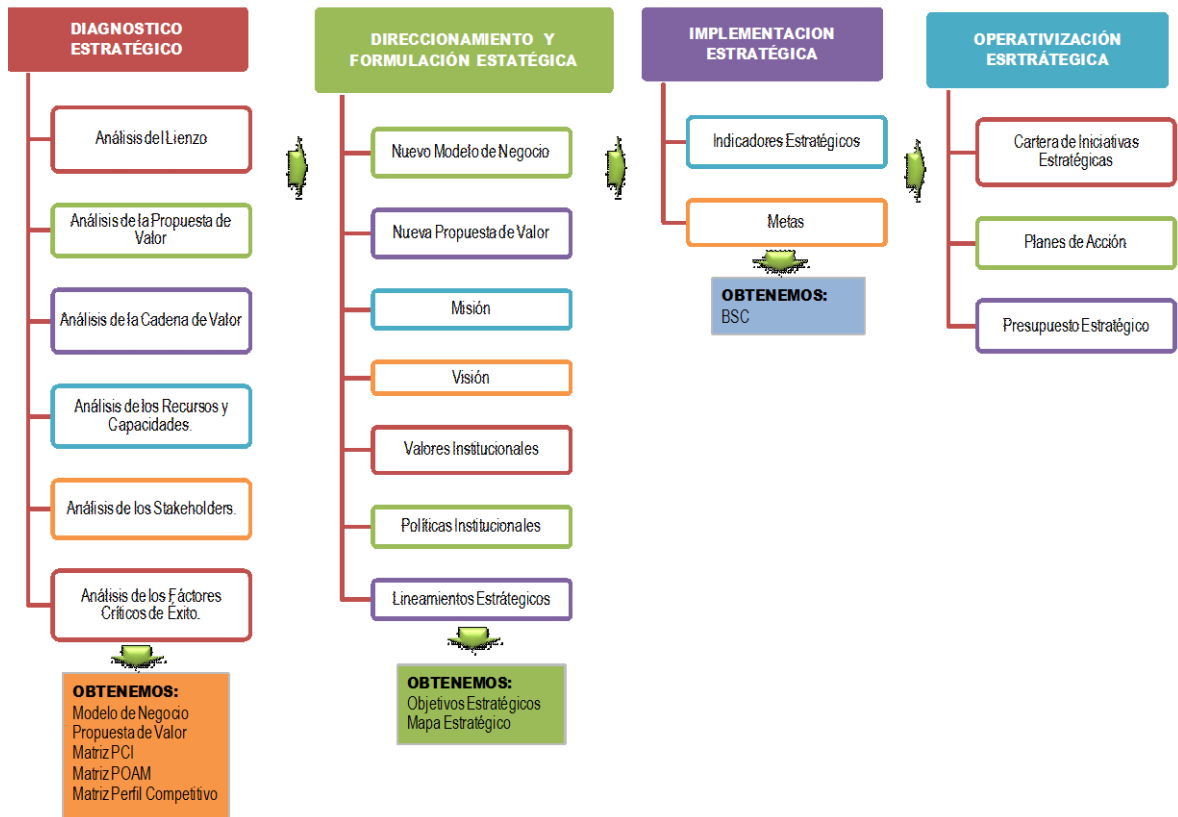 DIAGNOSTICO
ESTRATÉGICO
Análisis del Lienzo
Análisis de la Propuesta de
Valor
Análisis de la Cadena de Valor
Análisis de los Recursos y
Capacidades.
Análisis de los Stakeholders.
Análisis de los Fáctores
Críticos de Éxito.
OBTENEMOS:
Modelo de Negocio
Propuesta de Valor
Matriz PCI
Matriz POAM
Matriz Perfil Competitivo
DIRECCIONAMIENTO Y
FORMULACIÓN ESTATÉGICA
Nuevo Modelo de Negocio
Nueva Propuesta de Valor
Misión
Visión
Valores Institucionales
Políticas Institucionales
Lineamientos Estrátegicos
OBTENEMOS:
Objetivos Estratégicos
Mapa Estratégico
IMPLEMENTACION
ESTRATÉGICA
Indicadores Estratégicos
Metas
OBTENEMOS:
BSC
OPERATIVIZACIÓN
ESRTRÁTEGICA
Cartera de Iniciativas
Estratégicas
Planes de Acción
Presupuesto Estratégico